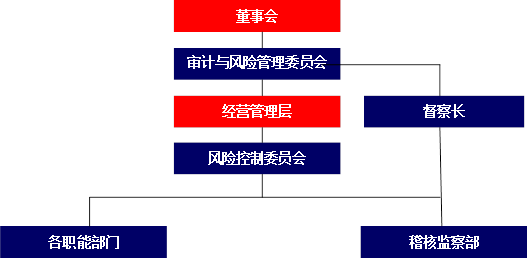 董事会
审计与风险管理委员会
经营管理层
督察长
风险控制委员会
各职能部门
稽核监察部